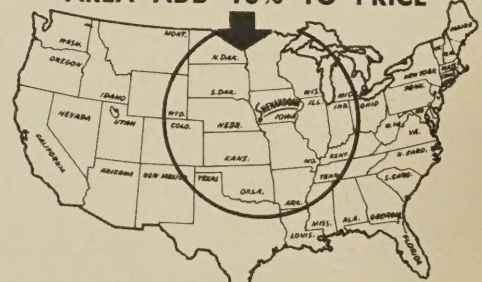 AREA ADD 10% TO PRICE
MAINE
WASH.
MONT.
N. DAK.
OREGON
IDAHO
S. DAK.
WIS.
MICH.
NEW YORK
MASS.
WYO.
SHENANDOAH
IOWA
ILL.
IND.
OHIO
PENN.
NEVADA
UTAH
COLO.
NEBR.
W. VA.
VA.
CALIFORNIA
KANS.
MO.
KENT.
N. CARO.
ARIZONA
NEW MEXICO
TEXAS
OKLA.
ARK.
TENN.
S. CARO.
MISS.
ALA.
GEORGIA
LOUIS.
FLORIDA